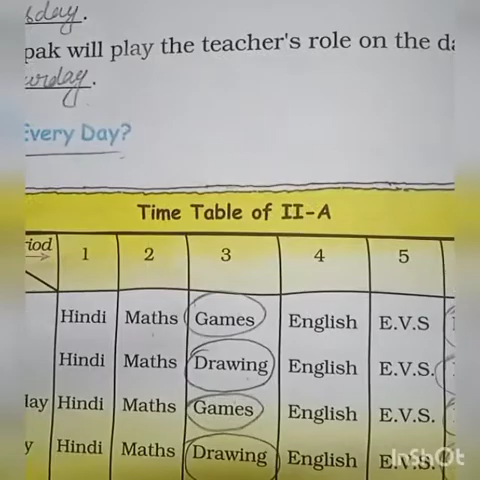 sday.
pak will play the teacher's role on the da
urday.
Every Day?
Time Table of II-A
iod 1 2 3 4 5
Hindi Maths Games English E.V.S
Hindi Maths Drawing English E.V.S.
day Hindi Maths Games English E.V.S.
y Hindi Maths Drawing English E.V.S.
InShOt